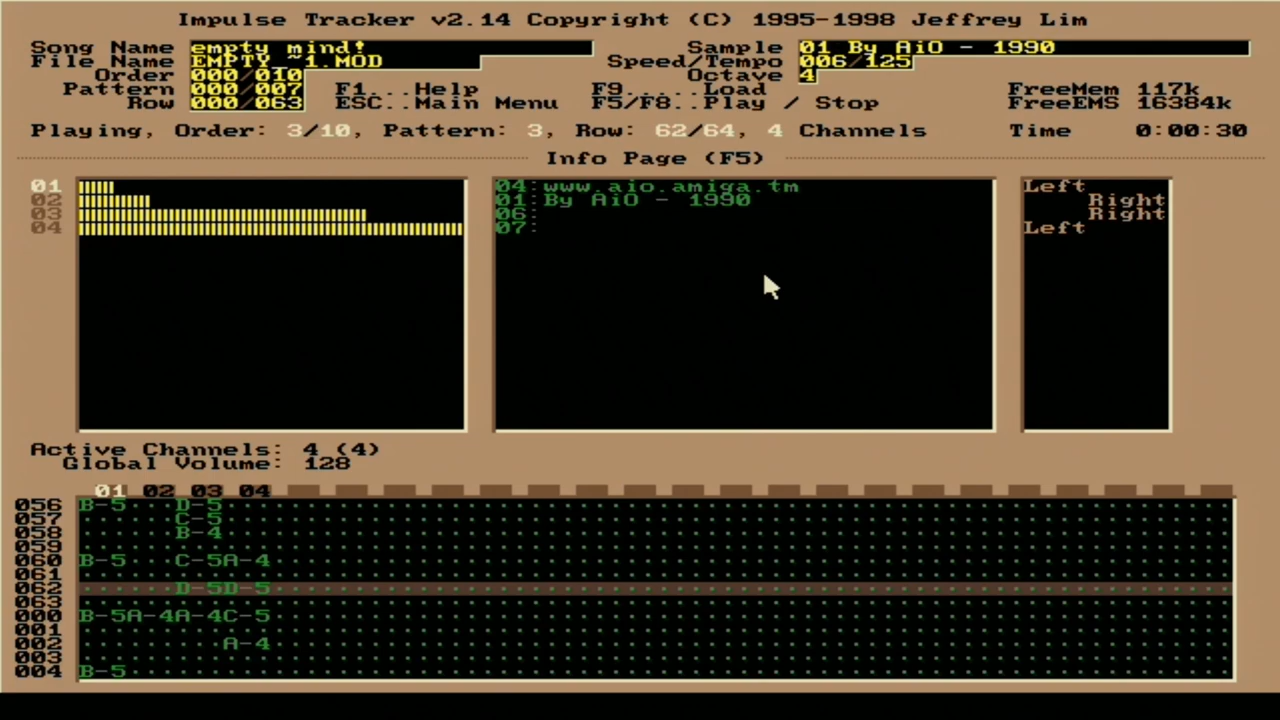 Impulse Tracker v2.14 Copyright (C) 1995-1998 Jeffrey Lim
Song Name empty mind! Sample 01 By AiO - 1990
File Name EMPTY_~1.MOD Speed/Tempo 006/125
Order 000/010 Octave 4
Pattern 000/007 F1...Help F9.....Load FreeMem 117k
Row 000/063 ESC..Main Menu F5/F8..Play / Stop FreeEMS 16384k
Playing, Order: 3/10, Pattern: 3, Row: 62/64, 4 Channels Time 0:00:30
Info Page (F5)
01 04:www.aio.amiga.tm Left
02 01:By AiO - 1990 Right
03 06: Right
04 07: Left
Active Channels: 4 (4)
Global Volume: 128
01 02 03 04
056 B-5 D-5
057 C-5
058 B-4
059
060 B-5 C-5 A-4
061
062 D-5 D-5
063
000 B-5 A-4 A-4 C-5
001
002 A-4
003
004 B-5